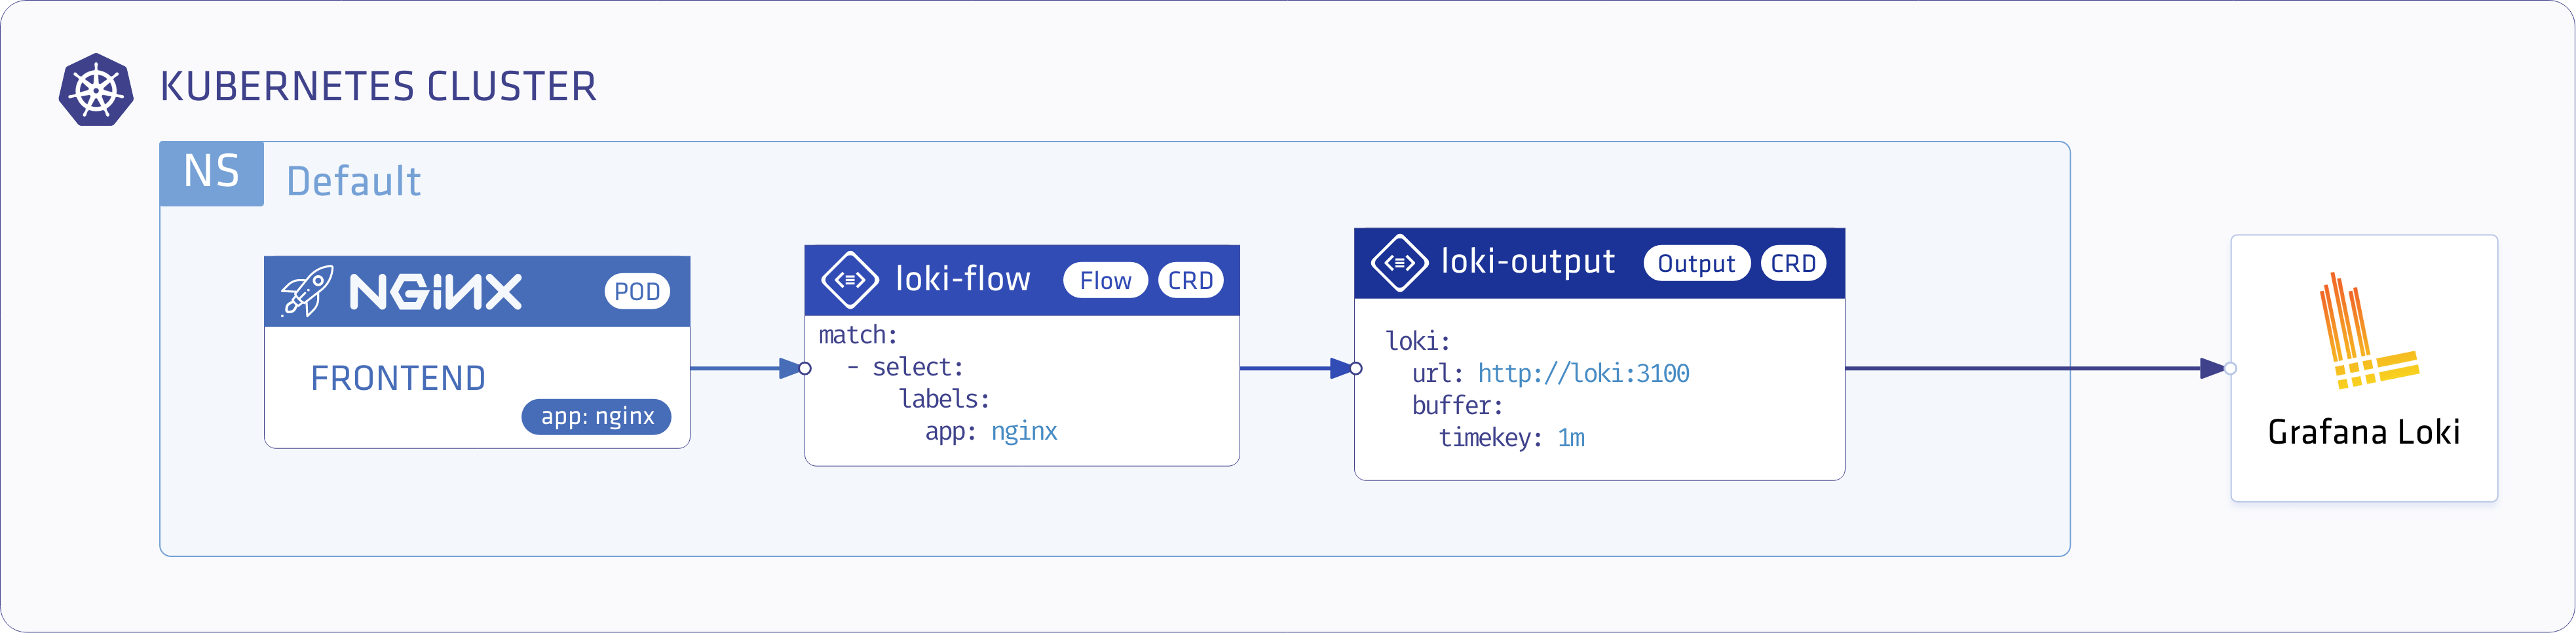 KUBERNETES CLUSTER
NS
Default
NGINX
POD
FRONTEND
app: nginx
loki-flow
Flow
CRD
match:
  - select:
      labels:
        app: nginx
loki-output
Output
CRD
loki:
  url: http://loki:3100
  buffer:
    timekey: 1m
Grafana Loki